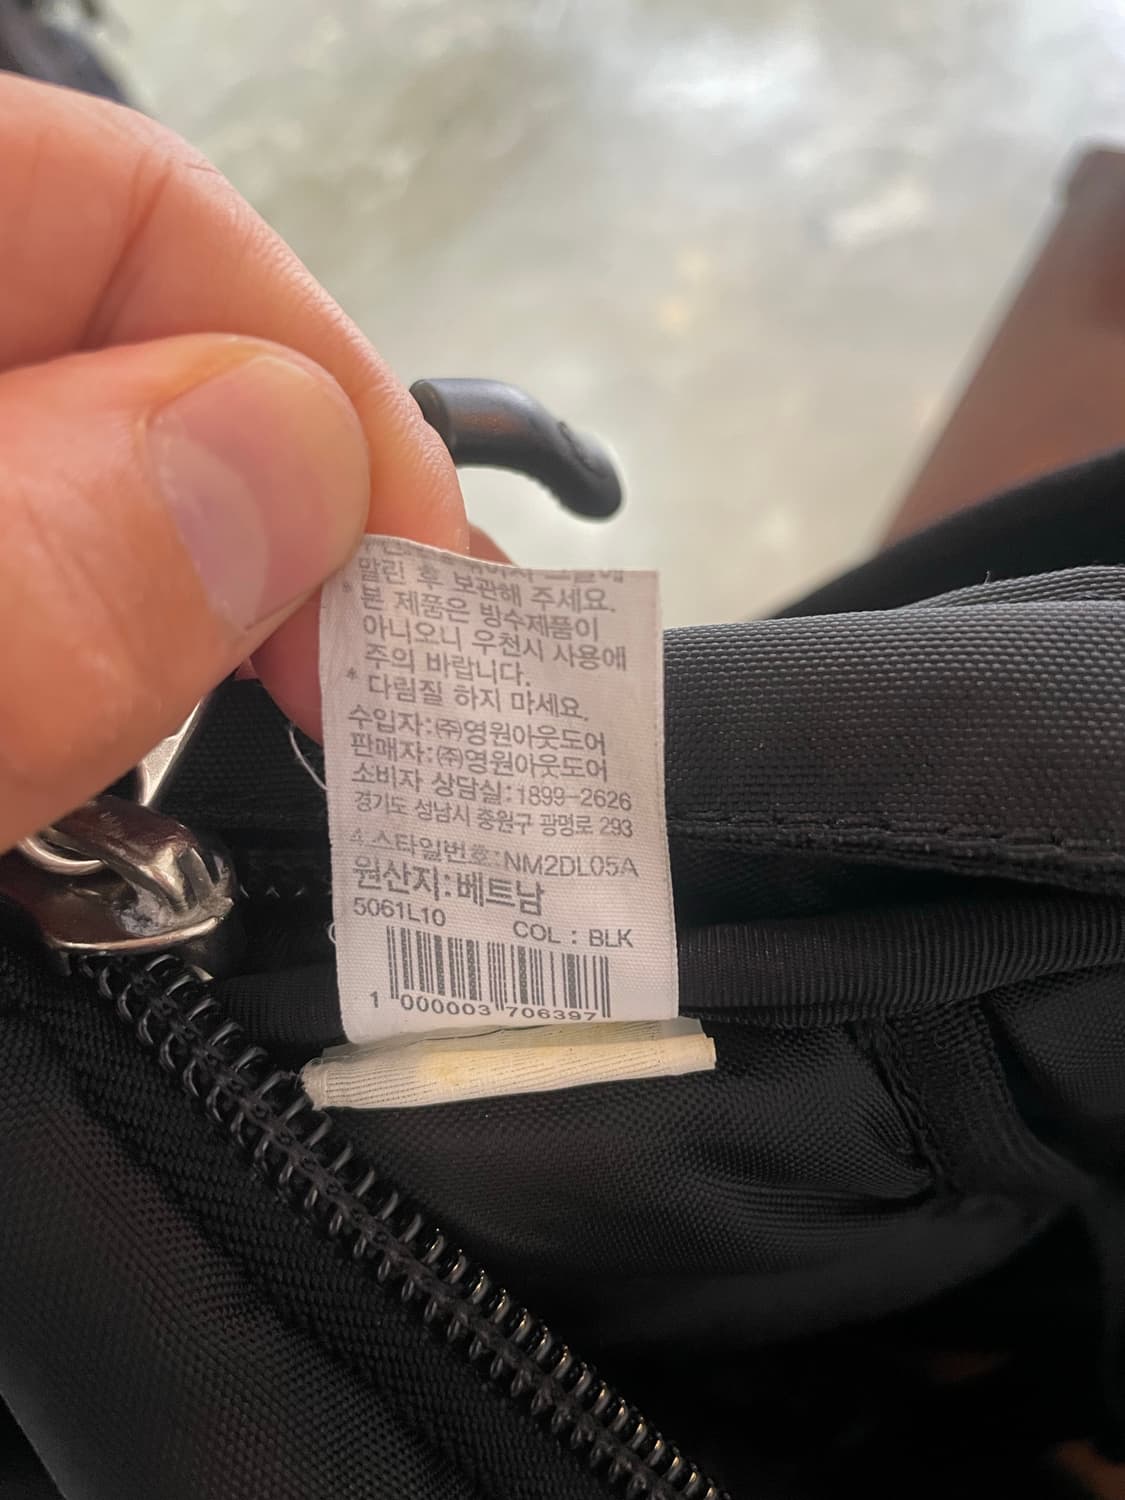 말린 후 보관해 주세요.
* 본 제품은 방수제품이
아니오니 우천시 사용에
주의 바랍니다.
* 다림질 하지 마세요.
수입자:㈜영원아웃도어
판매자:㈜영원아웃도어
소비자 상담실:1899-2626
경기도 성남시 중원구 광명로 293
4.스타일번호:NM2DL05A
원산지:베트남
5061L10 COL : BLK
1 000003 706397